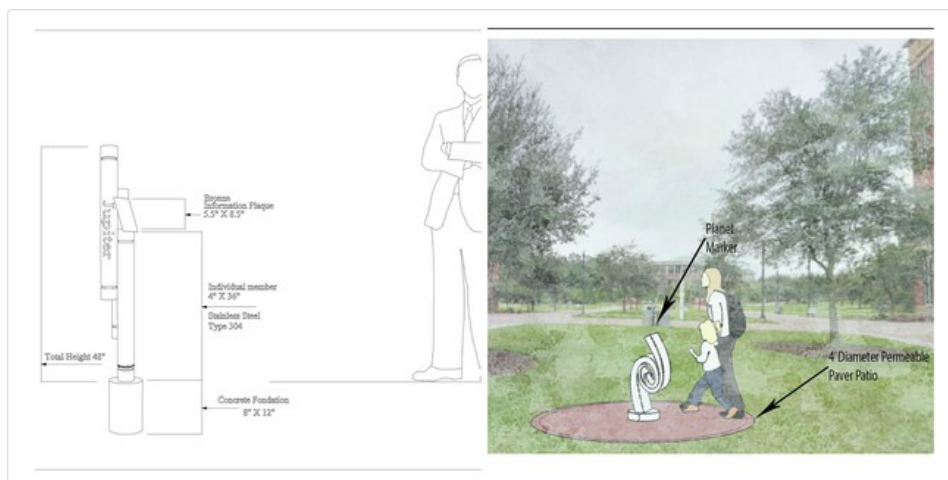 Jupiter
Bronze
Information Plaque
5.5" X 8.5"
Individual member
4" X 36"
Stainless Steel
Type 304
Total Height 48"
Concrete Fondation
8" X 12"
Planet
Marker
4' Diameter Permeable
Paver Patio